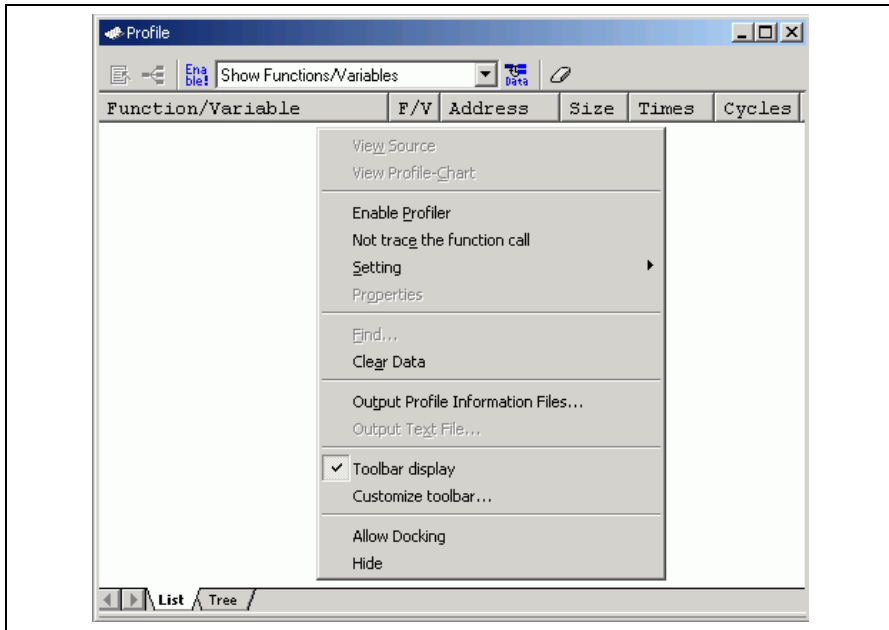 Profile
Ena
ble! Show Functions/Variables Data
Function/Variable F/V Address Size Times Cycles
View Source
View Profile-Chart
Enable Profiler
Not trace the function call
Setting
Properties
Find...
Clear Data
Output Profile Information Files...
Output Text File...
Toolbar display
Customize toolbar...
Allow Docking
Hide
List Tree